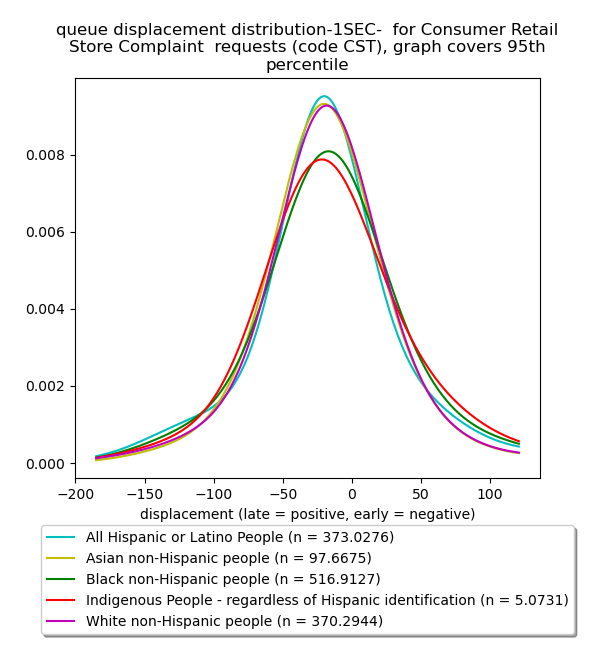 queue displacement distribution-1SEC-  for Consumer Retail
Store Complaint  requests (code CST), graph covers 95th
percentile
0.008
0.006
0.004
0.002
0.000
−200 −150 −100 −50 0 50 100
displacement (late = positive, early = negative)
All Hispanic or Latino People (n = 373.0276)
Asian non-Hispanic people (n = 97.6675)
Black non-Hispanic people (n = 516.9127)
Indigenous People - regardless of Hispanic identification (n = 5.0731)
White non-Hispanic people (n = 370.2944)